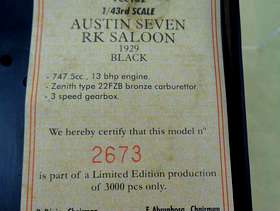 1/43rd SCALE
AUSTIN SEVEN
RK SALOON
1929
BLACK
- 747.5cc., 13 bhp engine.
- Zenith type 22FZB bronze carburettor
- 3 speed gearbox.
We hereby certify that this model nº
2673
is part of a Limited Edition production
of 3000 pcs only.
Chairman